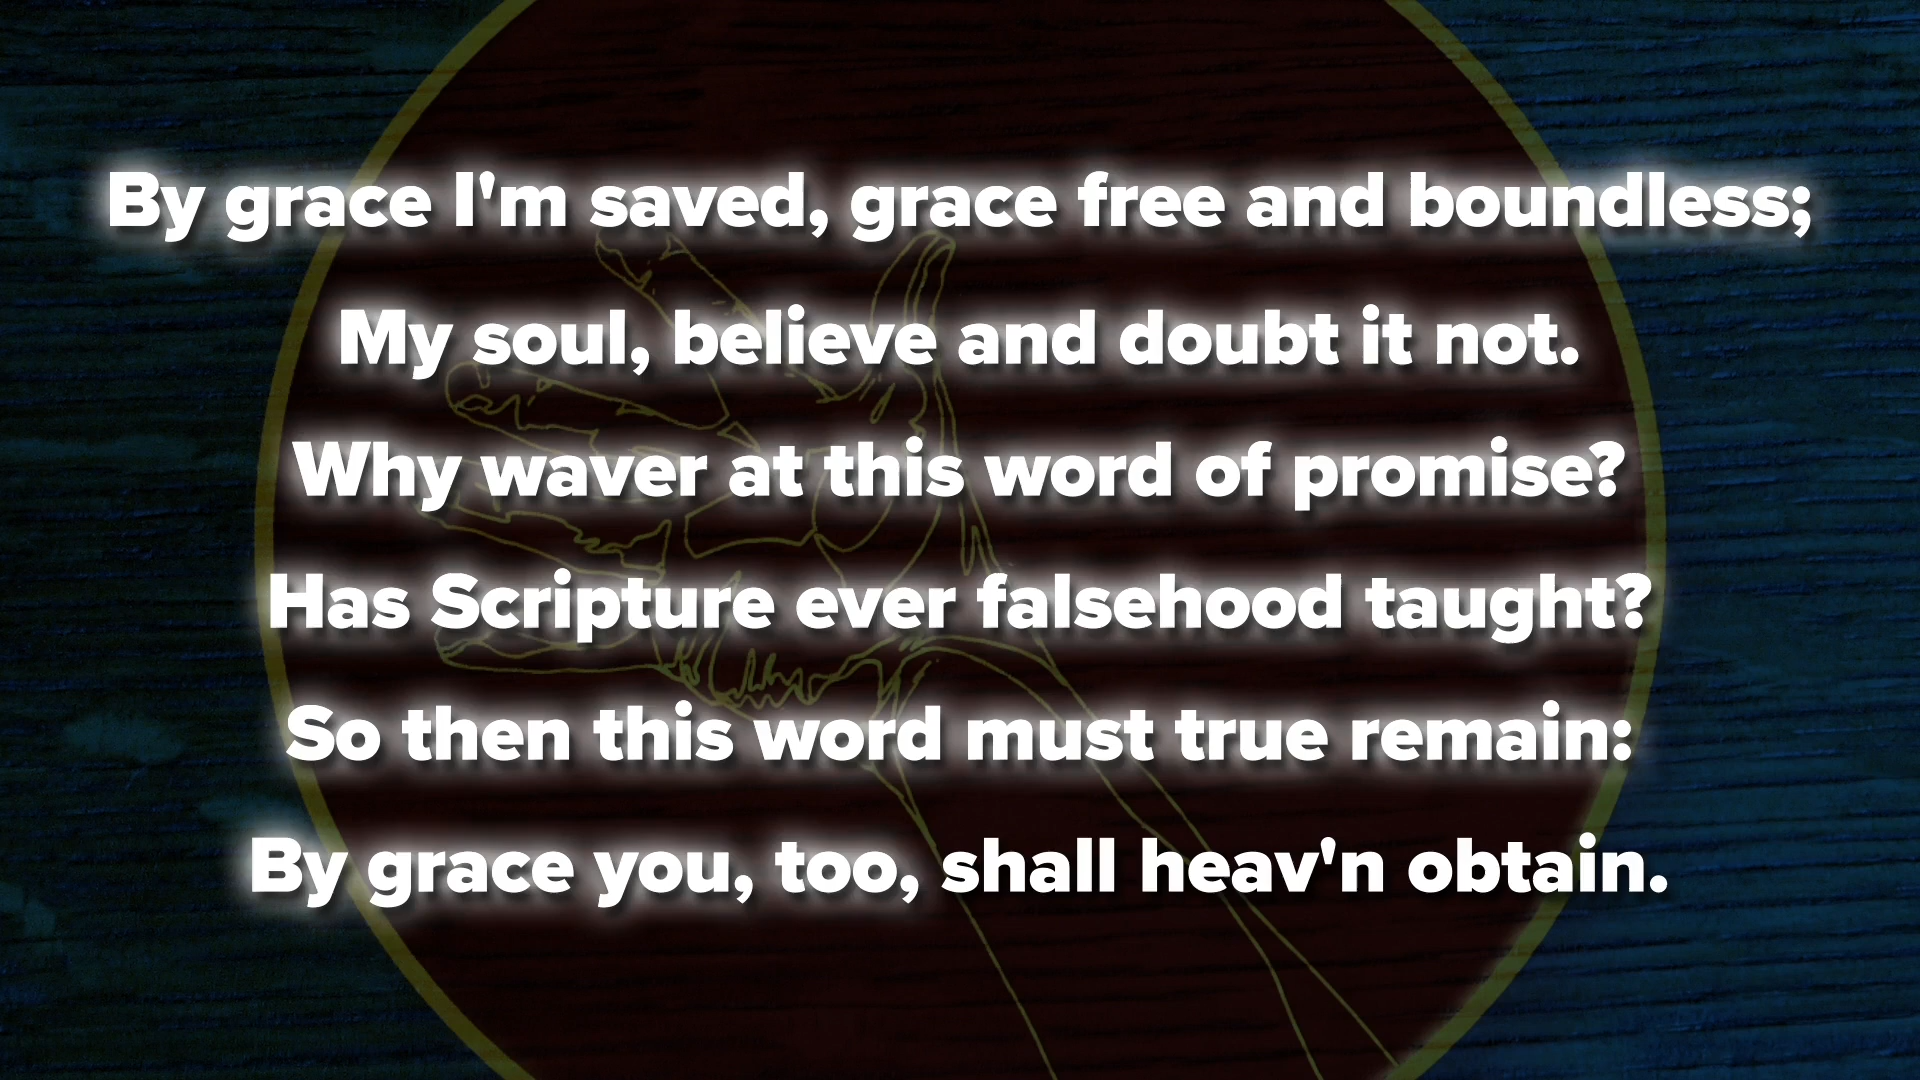 By grace I'm saved, grace free and boundless;
My soul, believe and doubt it not.
Why waver at this word of promise?
Has Scripture ever falsehood taught?
So then this word must true remain:
By grace you, too, shall heav'n obtain.